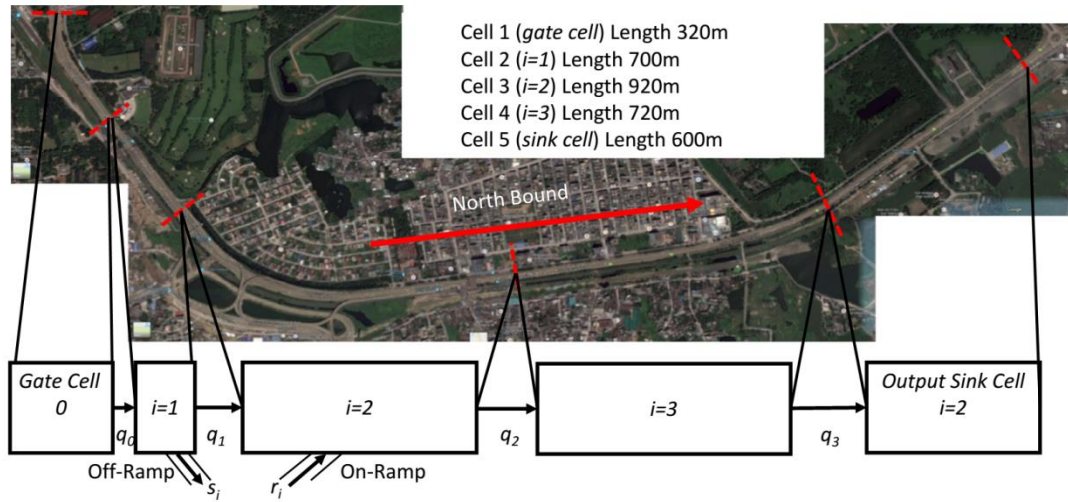 Cell 1 (gate cell) Length 320m
Cell 2 (i=1) Length 700m
Cell 3 (i=2) Length 920m
Cell 4 (i=3) Length 720m
Cell 5 (sink cell) Length 600m
North Bound
Gate Cell
0
i=1
i=2
i=3
Output Sink Cell
i=2
q0
q1
q2
q3
Off-Ramp
si
ri
On-Ramp